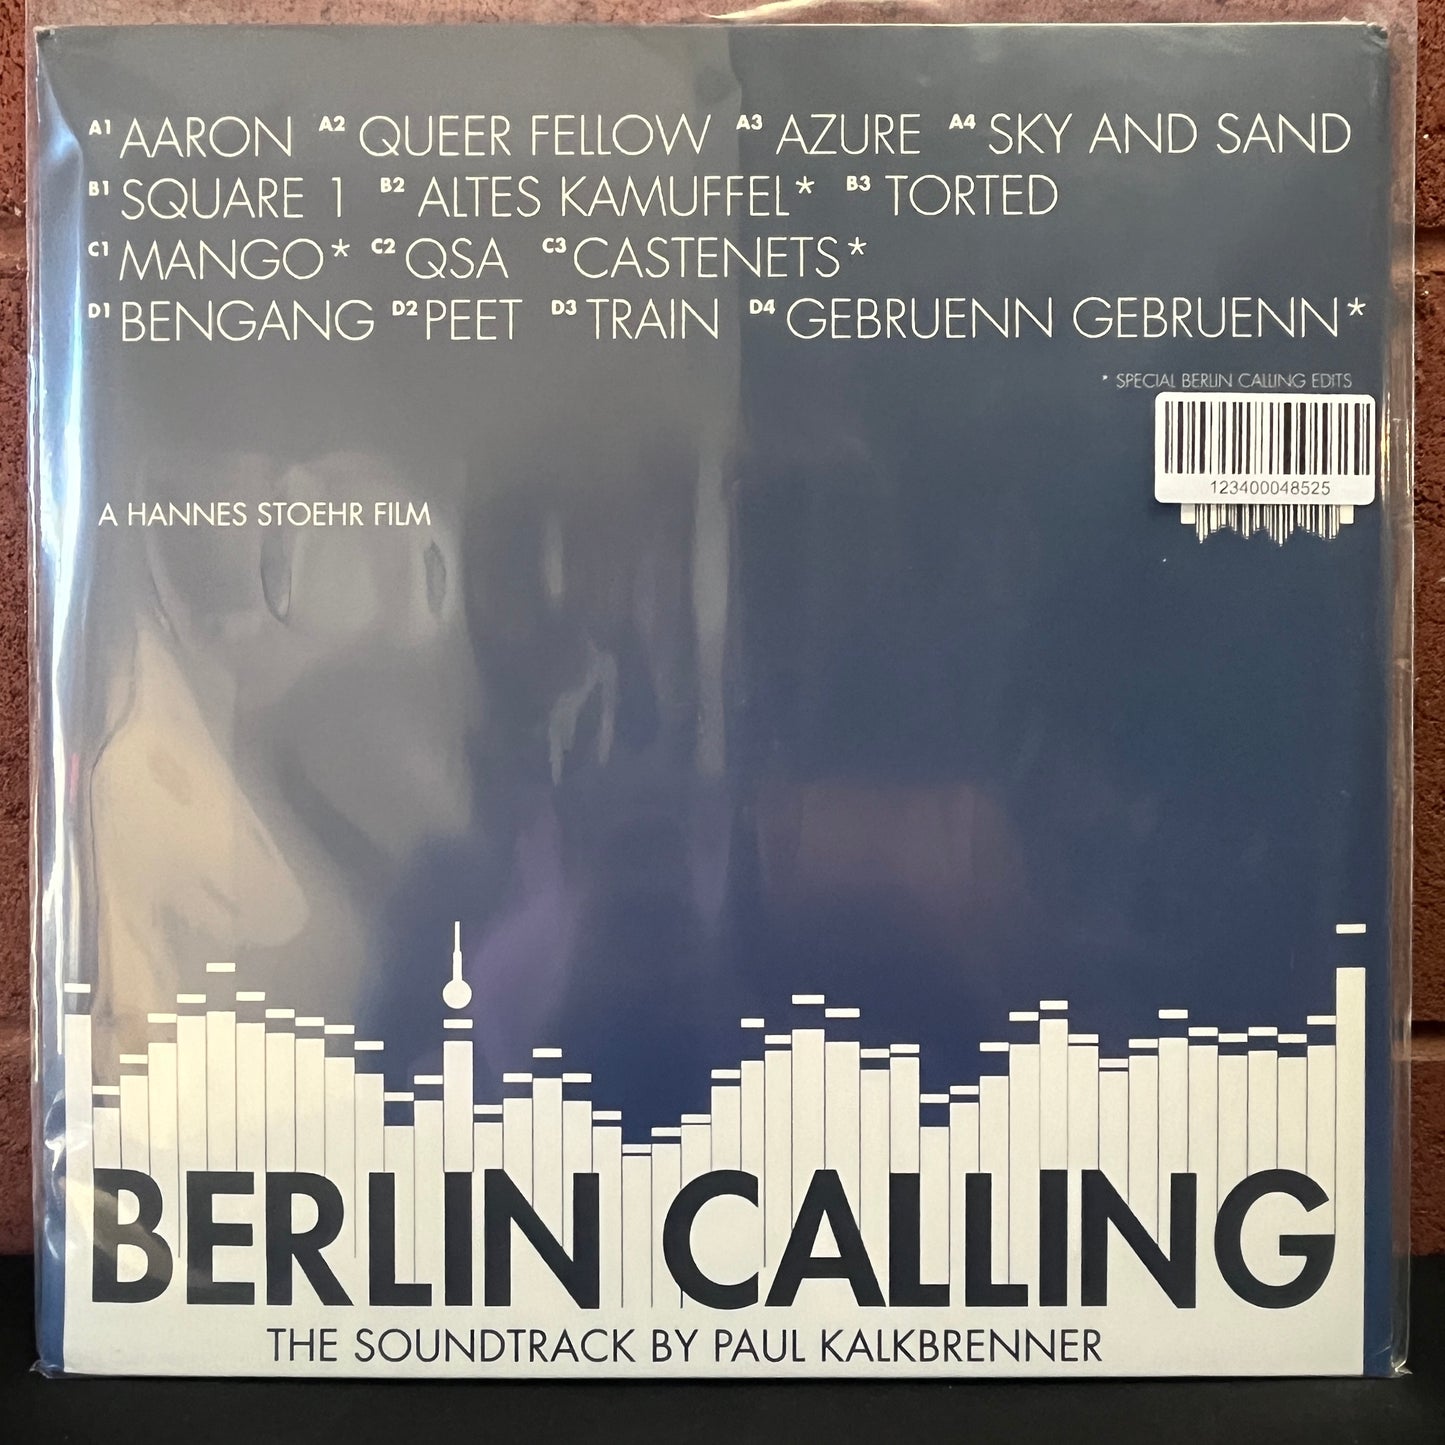 A1 AARON A2 QUEER FELLOW A3 AZURE A4 SKY AND SAND
B1 SQUARE 1 B2 ALTES KAMUFFEL* B3 TORTED
C1 MANGO* C2 QSA C3 CASTENETS*
D1 BENGANG D2 PEET D3 TRAIN D4 GEBRUENN GEBRUENN*
* SPECIAL BERLIN CALLING EDITS
123400048525
A HANNES STOEHR FILM
BERLIN CALLING
THE SOUNDTRACK BY PAUL KALKBRENNER